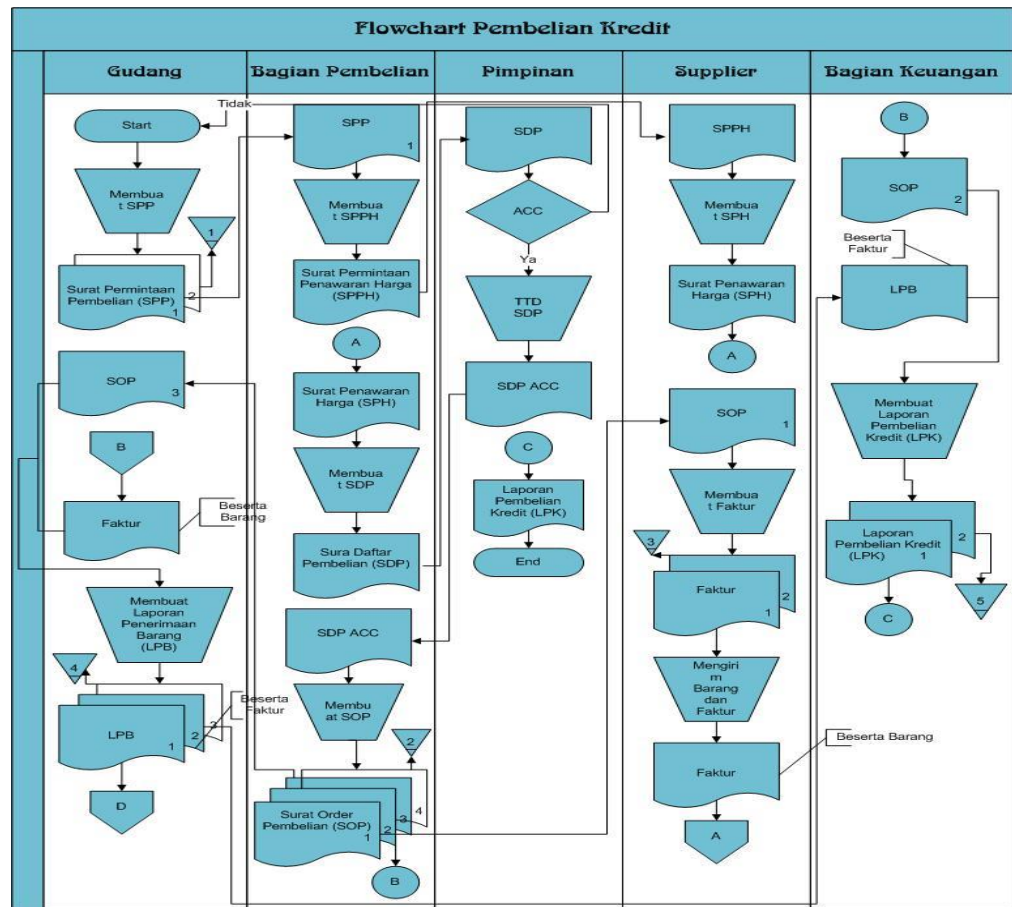 Flowchart Pembelian Kredit
Gudang
Bagian Pembelian
Pimpinan
Supplier
Bagian Keuangan
Tidak
Start
Membua
t SPP
1
Surat Permintaan
Pembelian (SPP)
2
1
SOP
3
B
Faktur
Beserta
Barang
Membuat
Laporan
Penerimaan
Barang
(LPB)
4
Beserta
Faktur
LPB
1
2
3
D
SPP
1
Membua
t SPPH
Surat Permintaan
Penawaran Harga
(SPPH)
A
Surat Penawaran
Harga (SPH)
Membua
t SDP
Sura Daftar
Pembelian (SDP)
SDP ACC
Membu
at SOP
2
Surat Order
Pembelian (SOP)
1
2
3
4
B
SDP
ACC
Ya
TTD
SDP
SDP ACC
C
Laporan
Pembelian
Kredit (LPK)
End
SPPH
Membua
t SPH
Surat Penawaran
Harga (SPH)
A
SOP
1
Membua
t Faktur
3
Faktur
1
2
Mengiri
m
Barang
dan
Faktur
Faktur
Beserta Barang
A
B
SOP
2
Beserta
Faktur
LPB
Membuat
Laporan
Pembelian
Kredit (LPK)
Laporan
Pembelian Kredit
(LPK)
1
2
5
C